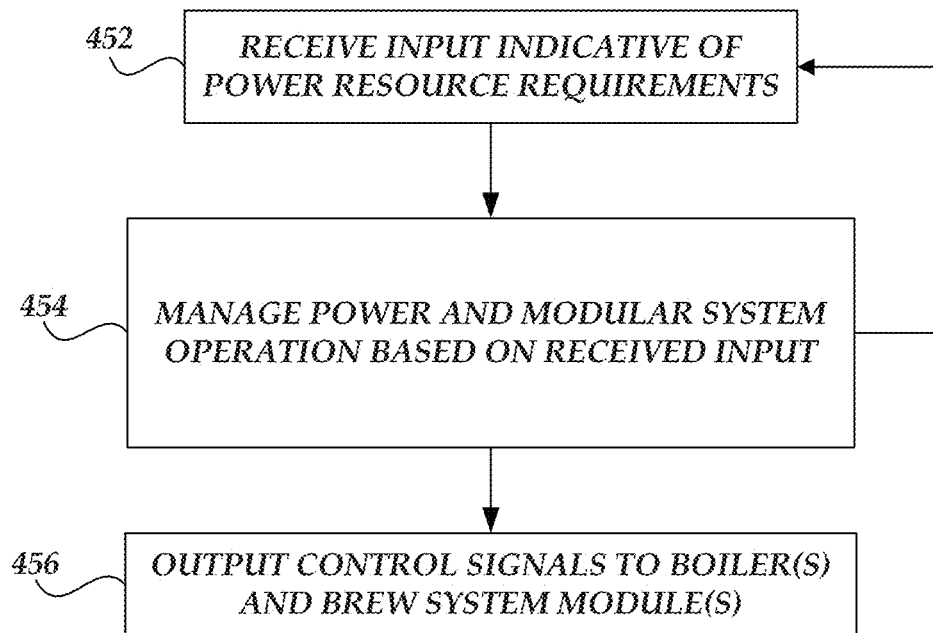 452
RECEIVE INPUT INDICATIVE OF
POWER RESOURCE REQUIREMENTS
454
MANAGE POWER AND MODULAR SYSTEM
OPERATION BASED ON RECEIVED INPUT
456
OUTPUT CONTROL SIGNALS TO BOILER(S)
AND BREW SYSTEM MODULE(S)